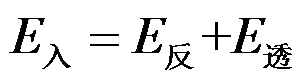 E入 = E反 + E透